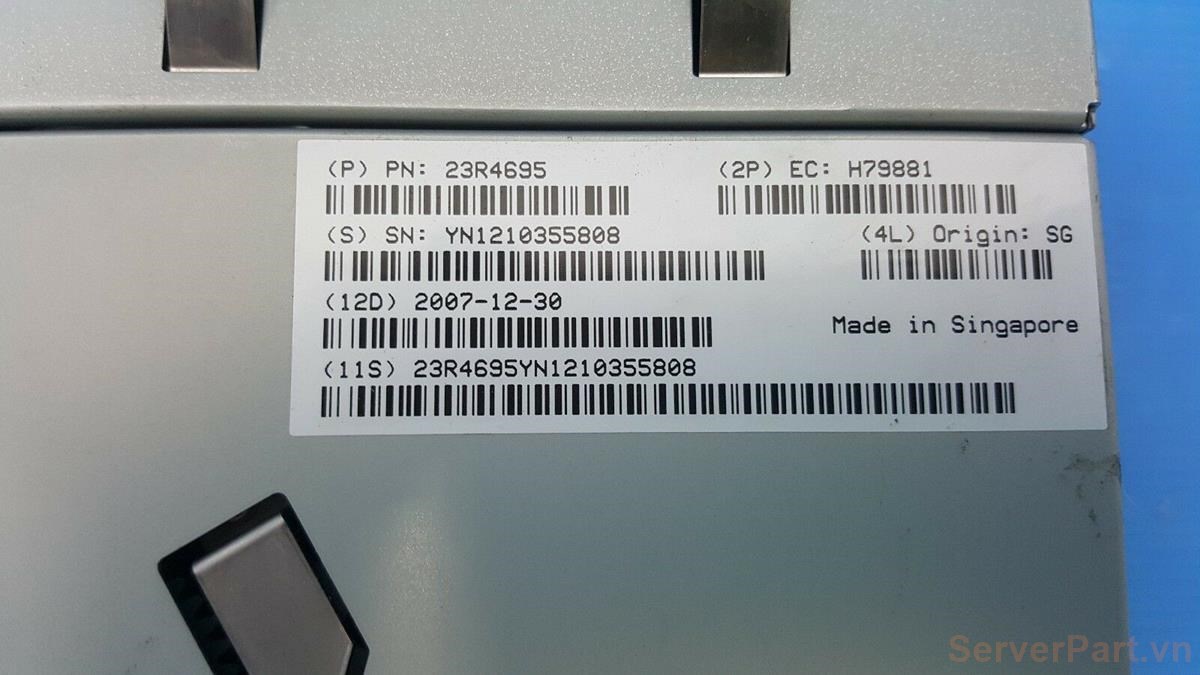 (P) PN: 23R4695
(2P) EC: H79881
(S) SN: YN1210355808
(4L) Origin: SG
(12D) 2007-12-30
Made in Singapore
(11S) 23R4695YN1210355808
ServerPart.vn